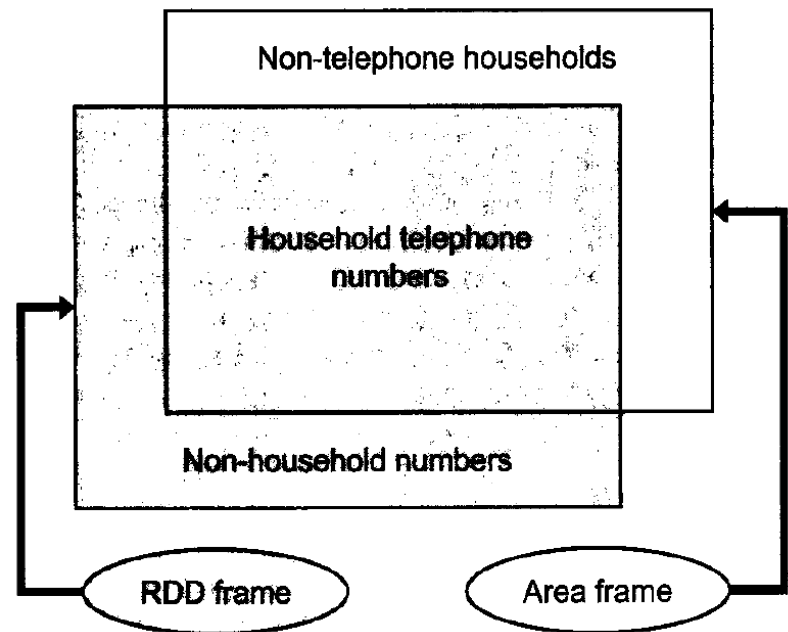 Non-telephone households
Household telephone
numbers
Non-household numbers
RDD frame
Area frame